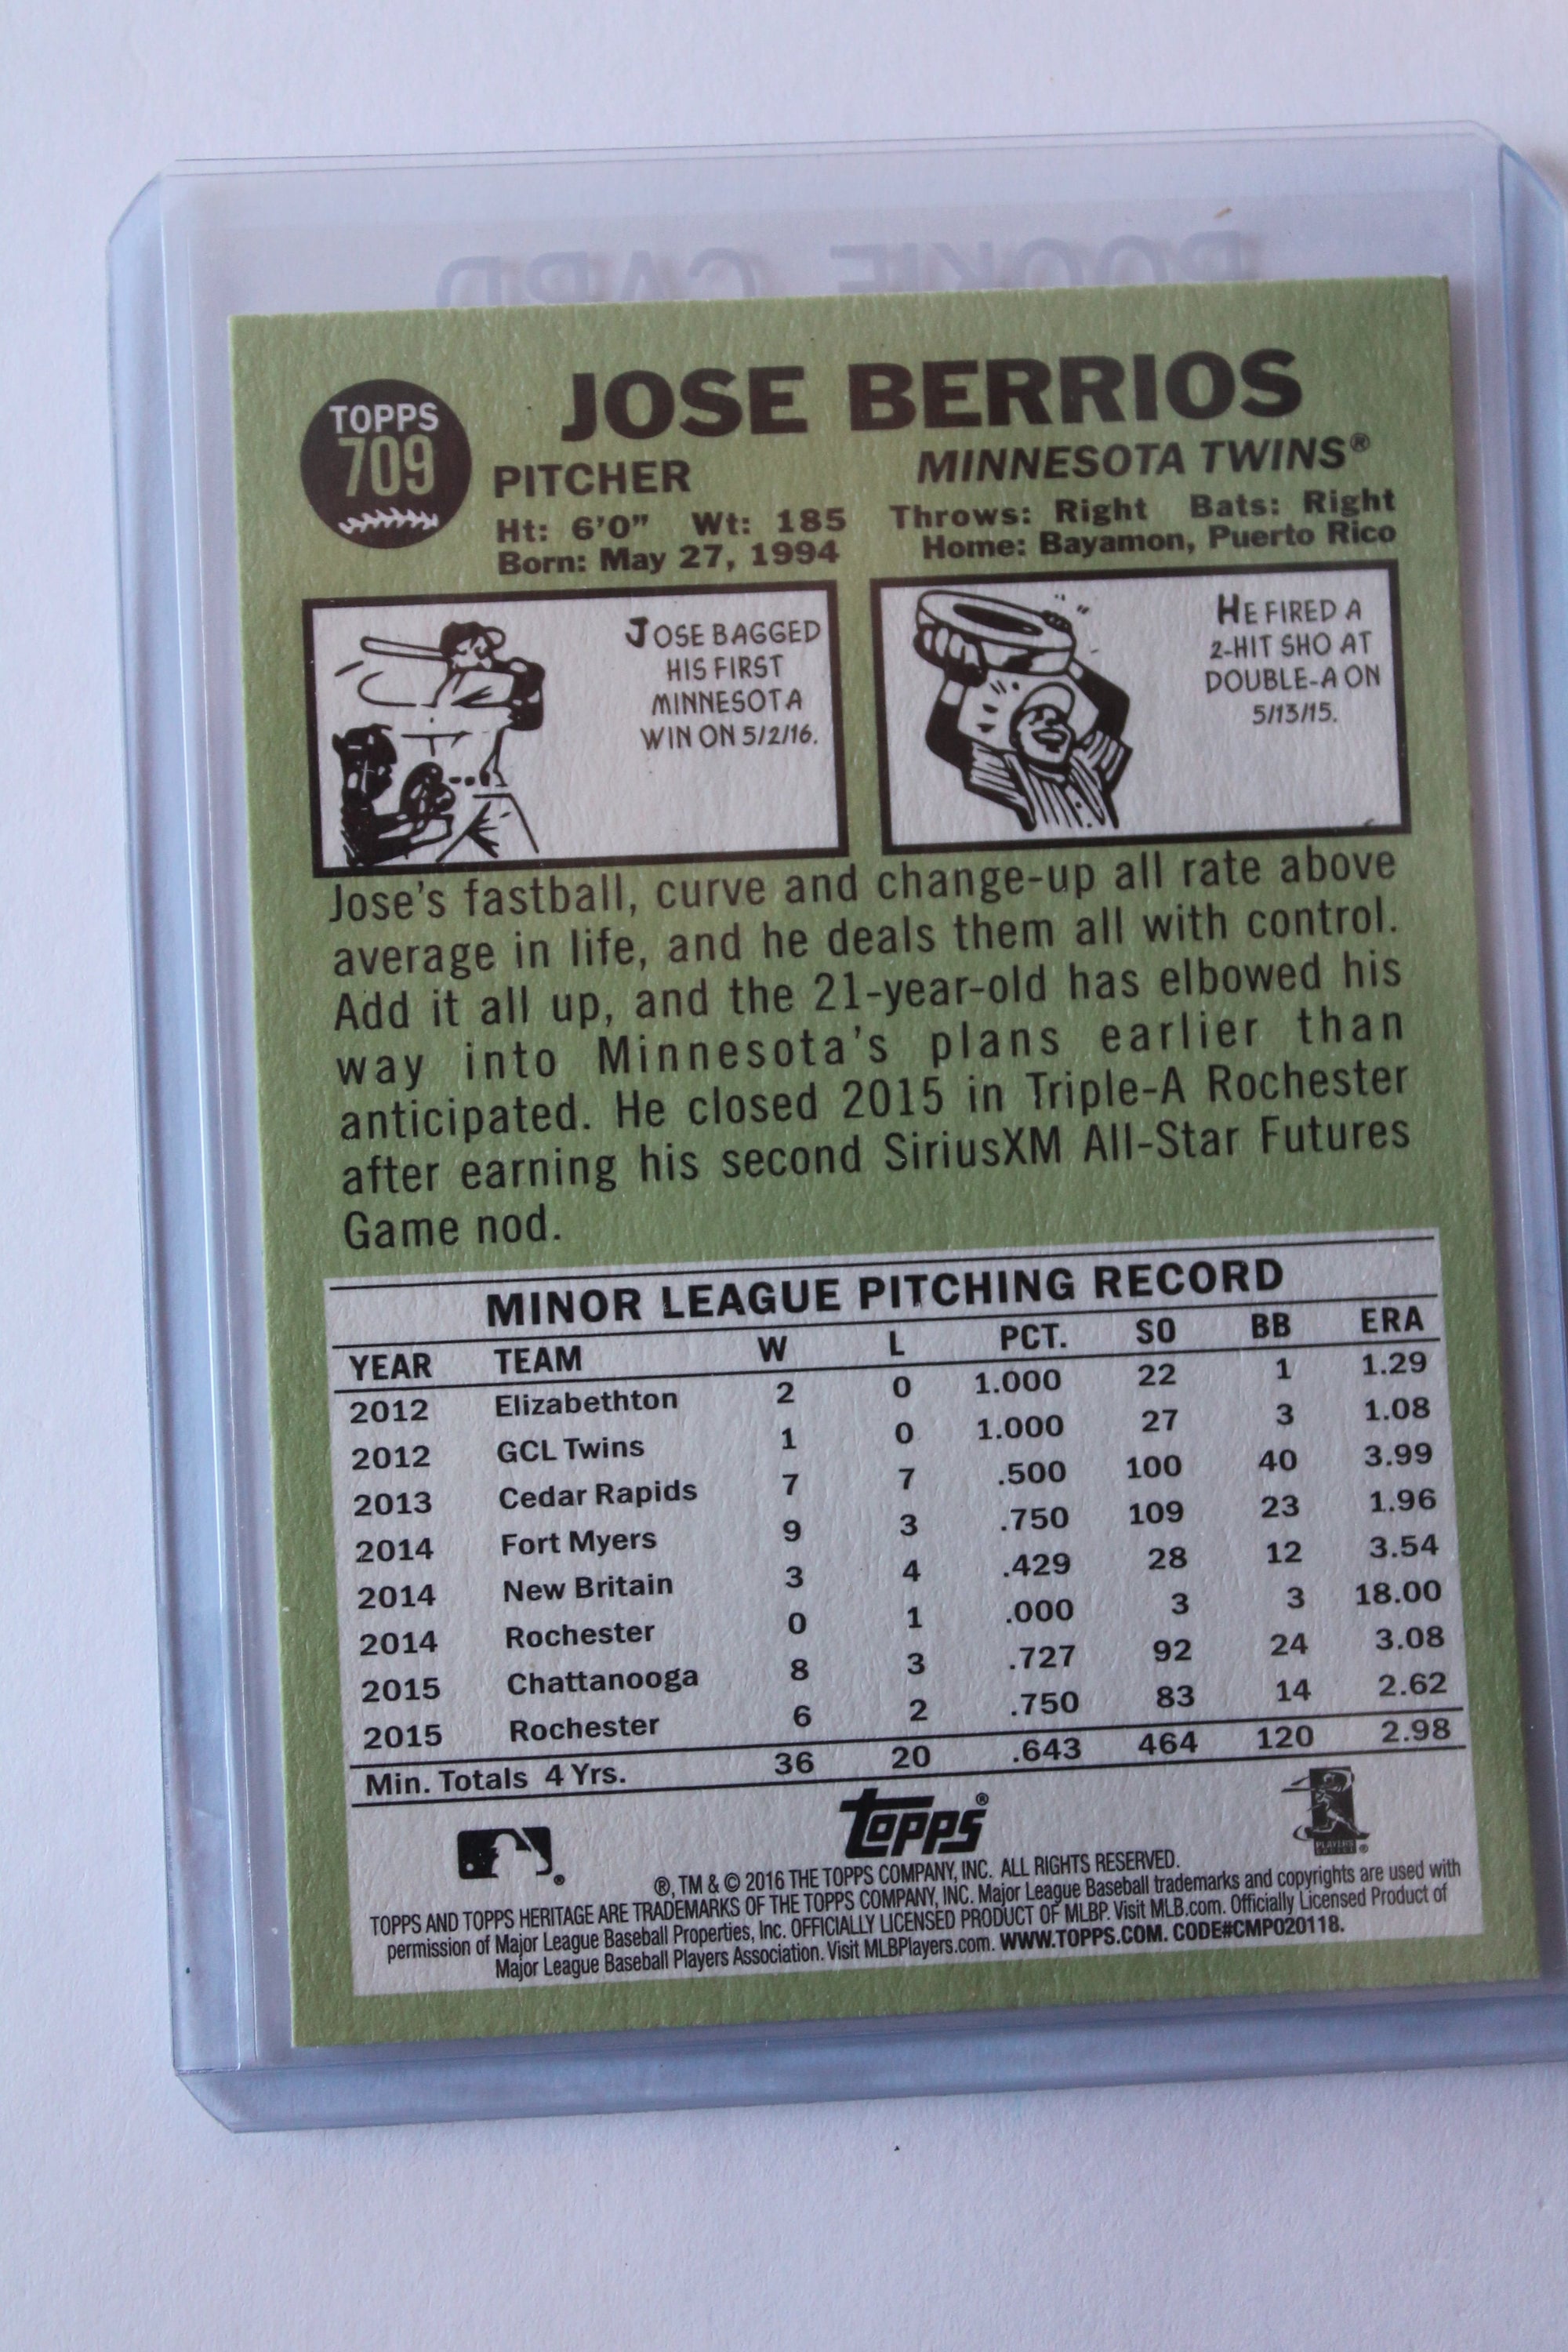 ROOKIE CARD
TOPPS
709
JOSE BERRIOS
PITCHER MINNESOTA TWINS®
Ht: 6'0" Wt: 185 Throws: Right Bats: Right
Born: May 27, 1994 Home: Bayamon, Puerto Rico
JOSE BAGGED
HIS FIRST
MINNESOTA
WIN ON 5/2/16.
HE FIRED A
2-HIT SHO AT
DOUBLE-A ON
5/13/15.
Jose's fastball, curve and change-up all rate above
average in life, and he deals them all with control.
Add it all up, and the 21-year-old has elbowed his
way into Minnesota's plans earlier than
anticipated. He closed 2015 in Triple-A Rochester
after earning his second SiriusXM All-Star Futures
Game nod.
MINOR LEAGUE PITCHING RECORD
YEAR TEAM W L PCT. SO BB ERA
2012 Elizabethton 2 0 1.000 22 1 1.29
2012 GCL Twins 1 0 1.000 27 3 1.08
2013 Cedar Rapids 7 7 .500 100 40 3.99
2014 Fort Myers 9 3 .750 109 23 1.96
2014 New Britain 3 4 .429 28 12 3.54
2014 Rochester 0 1 .000 3 3 18.00
2015 Chattanooga 8 3 .727 92 24 3.08
2015 Rochester 6 2 .750 83 14 2.62
Min. Totals 4 Yrs. 36 20 .643 464 120 2.98
TOPPS®
PLAYERS
®, TM & © 2016 THE TOPPS COMPANY, INC. ALL RIGHTS RESERVED.
TOPPS AND TOPPS HERITAGE ARE TRADEMARKS OF THE TOPPS COMPANY, INC. Major League Baseball trademarks and copyrights are used with
permission of Major League Baseball Properties, Inc. OFFICIALLY LICENSED PRODUCT OF MLBP. Visit MLB.com. Officially Licensed Product of
Major League Baseball Players Association. Visit MLBPlayers.com. WWW.TOPPS.COM. CODE#CMP020118.